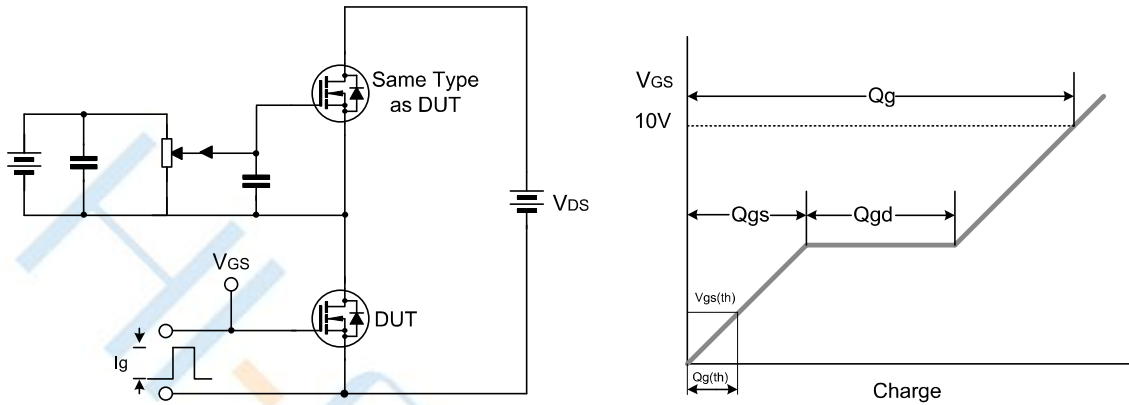 Same Type
as DUT
VDS
VGS
DUT
Ig
VGS
10V
Qg
Qgs
Qgd
Vgs(th)
Qg(th)
Charge